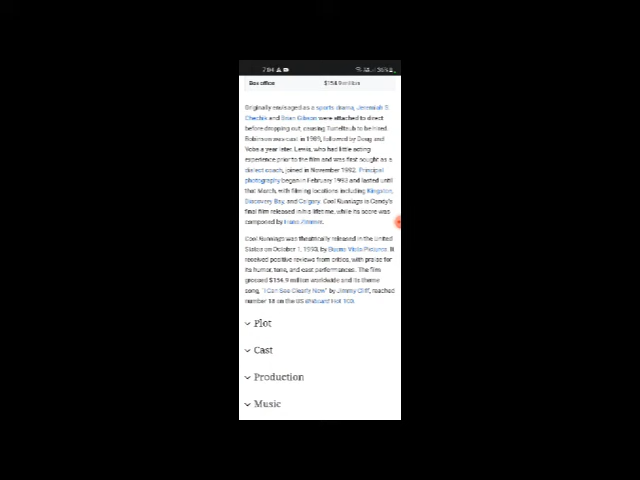 7:04
Box office $154.9 million
Originally envisaged as a sports drama, Jeremiah S.
Chechik and Brian Gibson were attached to direct
before dropping out, causing Turteltaub to be hired.
Robinson was cast in 1989, followed by Doug and
Yoba a year later. Lewis, who had little acting
experience prior to the film and was first sought as a
dialect coach, joined in November 1992. Principal
photography began in February 1993 and lasted until
that March, with filming locations including Kingston,
Discovery Bay, and Calgary. Cool Runnings is Candy's
final film released in his lifetime, while its score was
composed by Hans Zimmer.
Cool Runnings was theatrically released in the United
States on October 1, 1993, by Buena Vista Pictures. It
received positive reviews from critics, with praise for
its humor, tone, and cast performances. The film
grossed $154.9 million worldwide and its theme
song, "I Can See Clearly Now" by Jimmy Cliff, reached
number 18 on the US Billboard Hot 100.
Plot
Cast
Production
Music